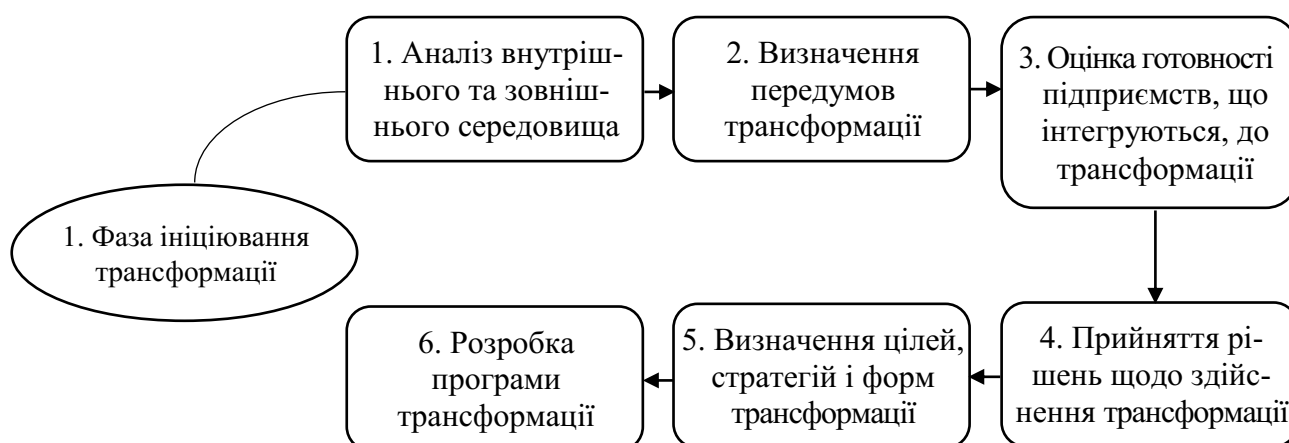 1. Аналіз внутріш-
нього та зовніш-
нього середовища
2. Визначення
передумов
трансформації
3. Оцінка готовності
підприємств, що
інтегруються, до
трансформації
1. Фаза ініціювання
трансформації
4. Прийняття рі-
шень щодо здійс-
нення трансформації
5. Визначення цілей,
стратегій і форм
трансформації
6. Розробка
програми
трансформації